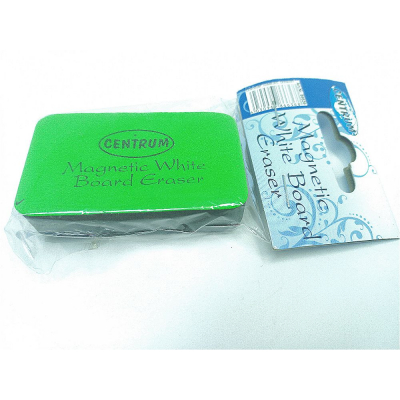 CENTRUM
Magnetic White
Board Eraser
CENTRUM
Magnetic
White Board
Eraser